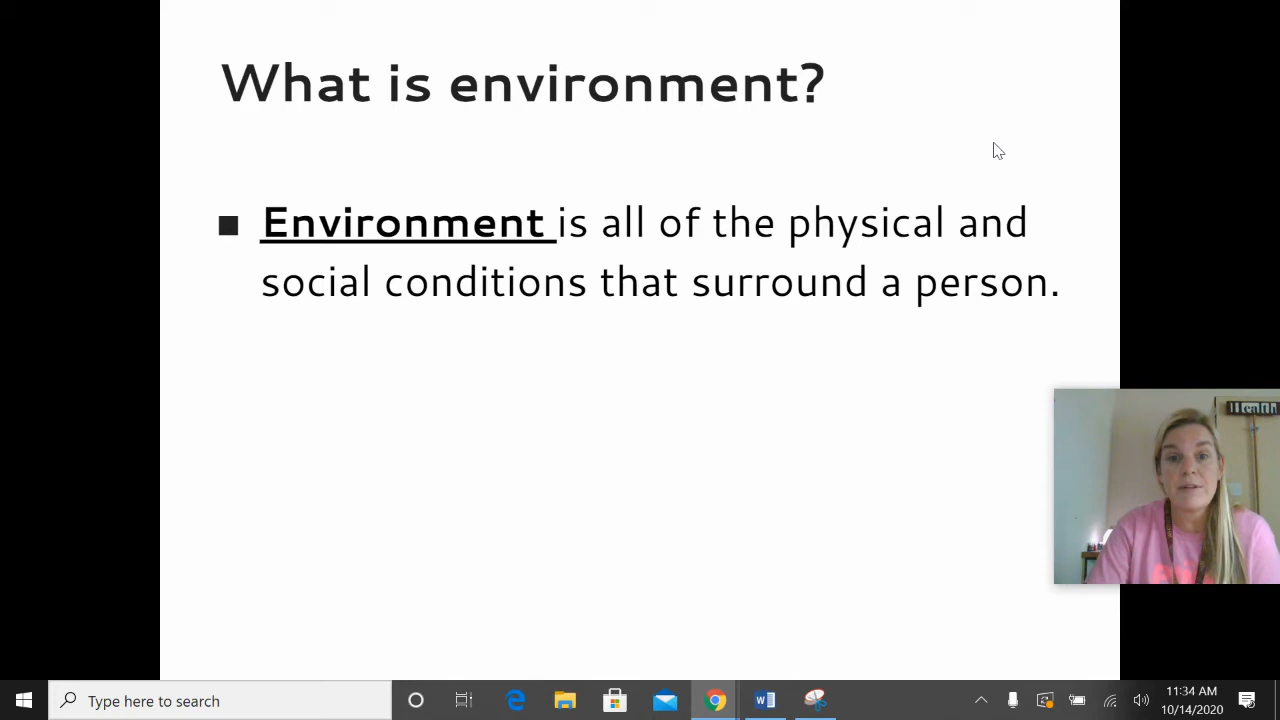 What is environment?
Environment is all of the physical and
social conditions that surround a person.
Health
Type here to search
11:34 AM
10/14/2020